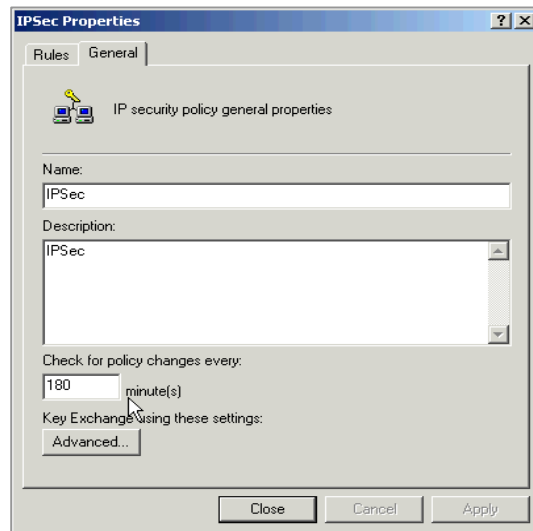 IPSec Properties
Rules General
IP security policy general properties
Name:
IPSec
Description:
IPSec
Check for policy changes every:
180 minute(s)
Key Exchange using these settings:
Advanced...
Close Cancel Apply